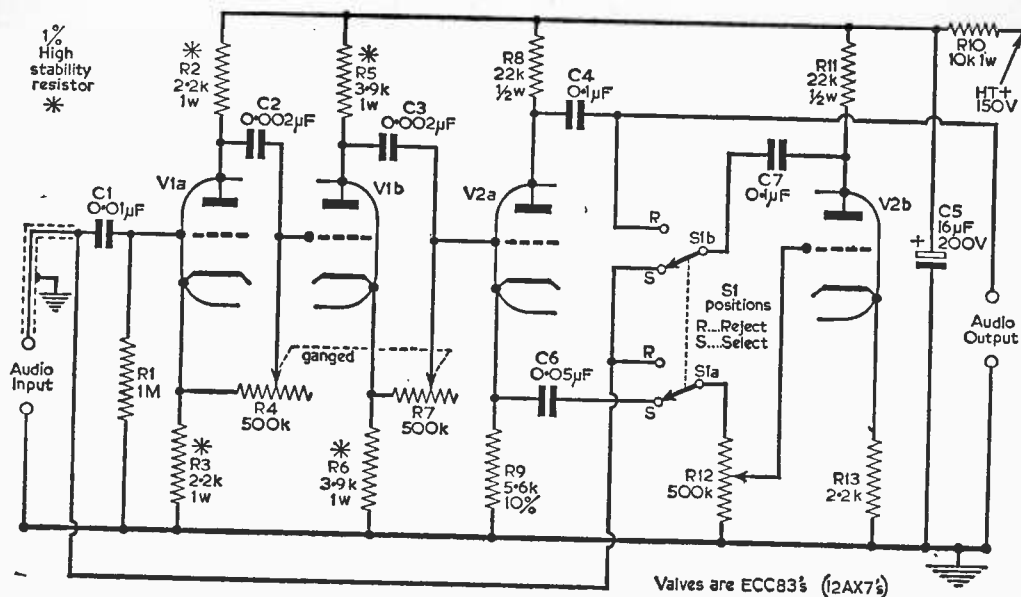 1%
High
stability
resistor
*
*
R2
2·2k
1w
*
R5
3·9k
1w
R8
22k
½w
C4
0·1µF
R11
22k
½w
R10
10k 1w
HT+
150V
C2
0·002µF
C3
0·002µF
C1
0·01µF
V1a
V1b
V2a
C7
0·1µF
V2b
C5
16µF
200V
+
R
S1b
S
S1
positions
R...Reject
S...Select
Audio
Input
R1
1M
ganged
R4
500k
R7
500k
C6
0·05µF
R
S1a
S
Audio
Output
*
R3
2·2k
1w
*
R6
3·9k
1w
R9
5·6k
10%
R12
500k
R13
2·2k
Valves are ECC83's (12AX7's)